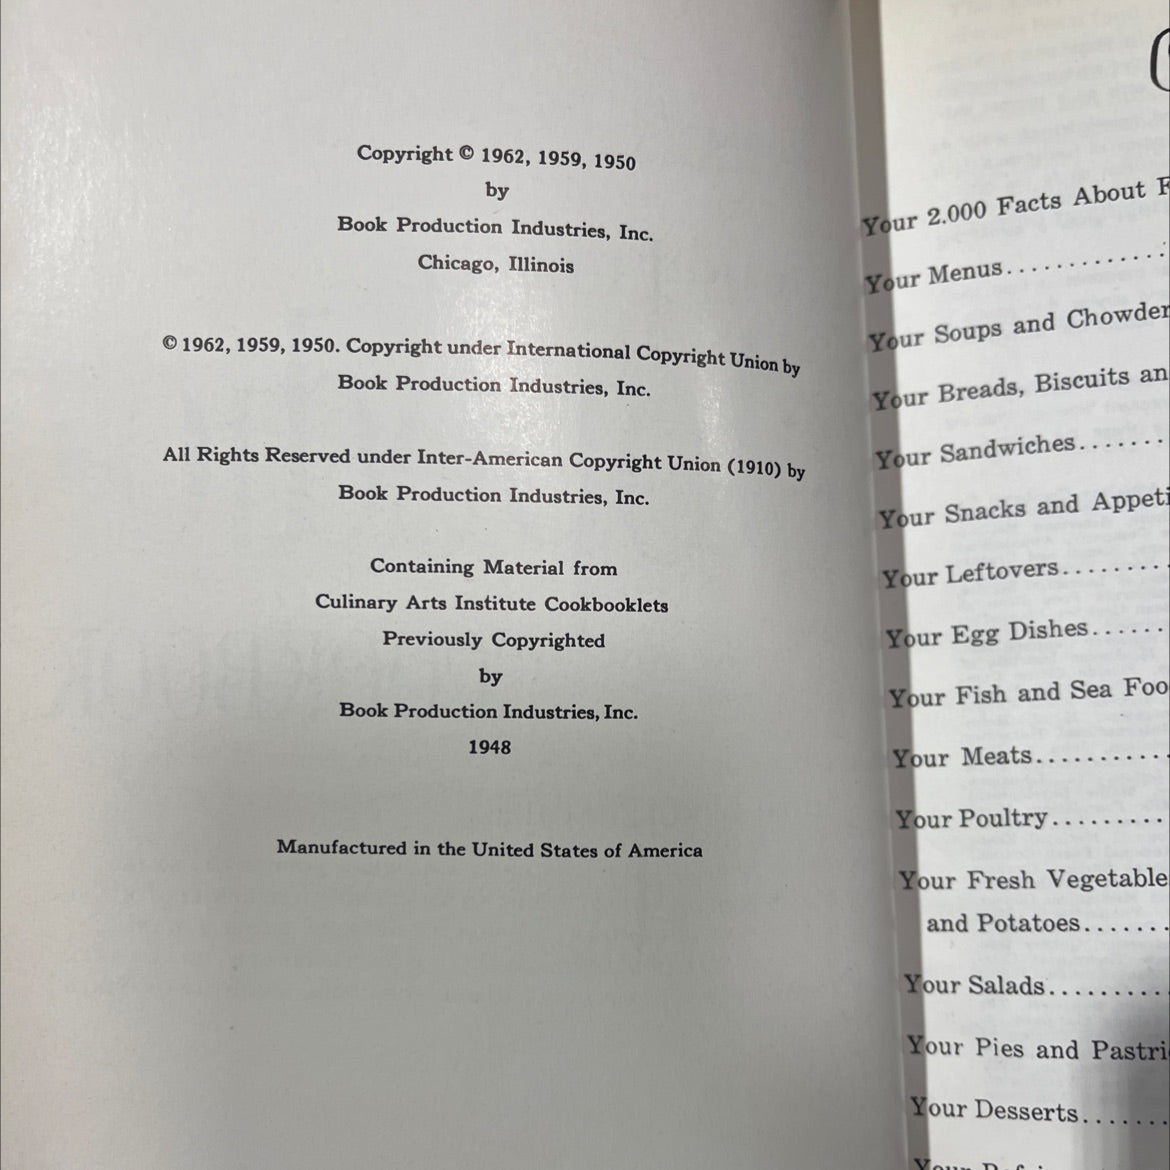 Copyright © 1962, 1959, 1950
by
Book Production Industries, Inc.
Chicago, Illinois
© 1962, 1959, 1950. Copyright under International Copyright Union by
Book Production Industries, Inc.
All Rights Reserved under Inter-American Copyright Union (1910) by
Book Production Industries, Inc.
Containing Material from
Culinary Arts Institute Cookbooklets
Previously Copyrighted
by
Book Production Industries, Inc.
1948
Manufactured in the United States of America
Your 2.000 Facts About
Your Menus............
Your Soups and Chowder
Your Breads, Biscuits an
Your Sandwiches.......
Your Snacks and Appeti
Your Leftovers........
Your Egg Dishes......
Your Fish and Sea Foo
Your Meats..........
Your Poultry.........
Your Fresh Vegetable
and Potatoes.......
Your Salads.........
Your Pies and Pastri
Your Desserts.......